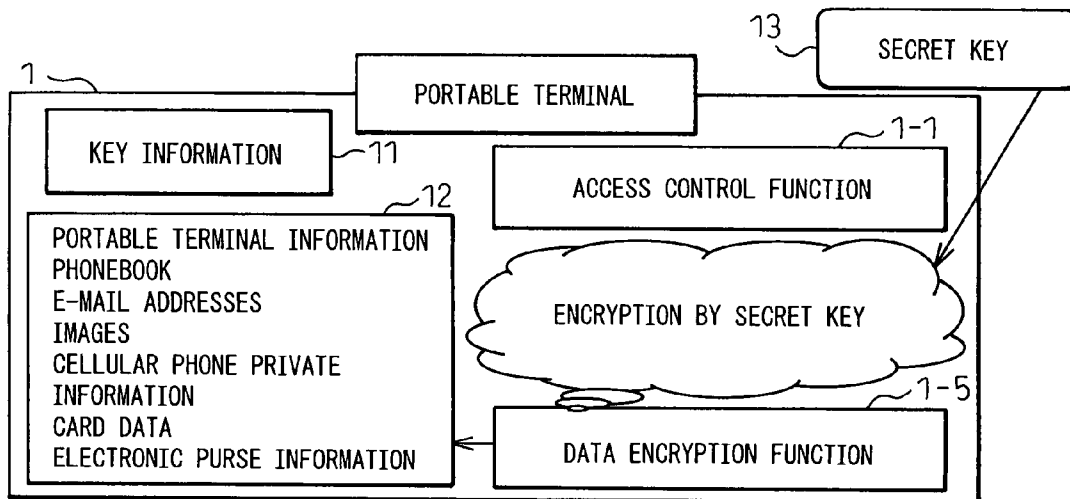 13
SECRET KEY
1
PORTABLE TERMINAL
KEY INFORMATION
11
1-1
ACCESS CONTROL FUNCTION
12
PORTABLE TERMINAL INFORMATION
PHONEBOOK
E-MAIL ADDRESSES
IMAGES
CELLULAR PHONE PRIVATE
INFORMATION
CARD DATA
ELECTRONIC PURSE INFORMATION
ENCRYPTION BY SECRET KEY
1-5
DATA ENCRYPTION FUNCTION